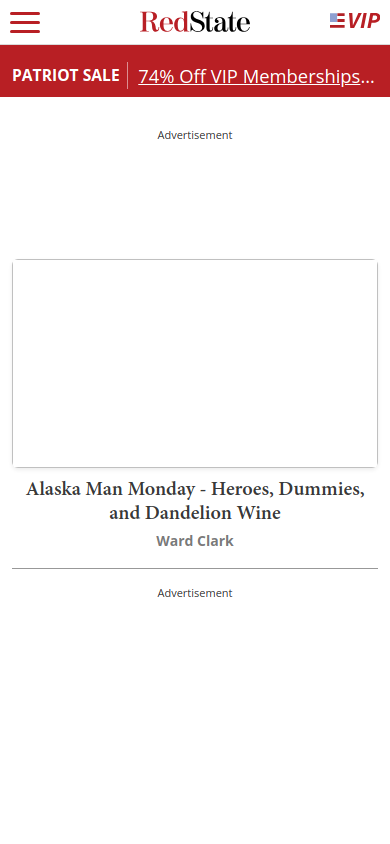 RedState
VIP
PATRIOT SALE
74% Off VIP Memberships...
Advertisement
Alaska Man Monday - Heroes, Dummies,
and Dandelion Wine
Ward Clark
Advertisement